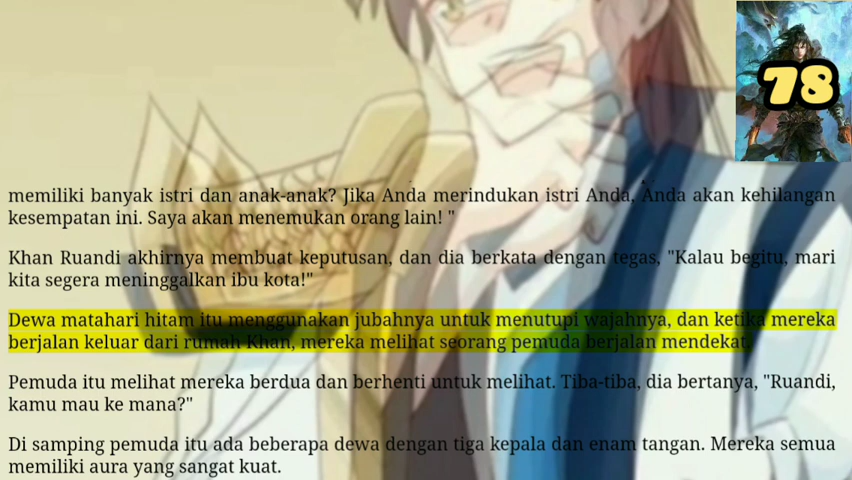 78
memiliki banyak istri dan anak-anak? Jika Anda merindukan istri Anda, Anda akan kehilangan
kesempatan ini. Saya akan menemukan orang lain! "
Khan Ruandi akhirnya membuat keputusan, dan dia berkata dengan tegas, "Kalau begitu, mari
kita segera meninggalkan ibu kota!"
Dewa matahari hitam itu menggunakan jubahnya untuk menutupi wajahnya, dan ketika mereka
berjalan keluar dari rumah Khan, mereka melihat seorang pemuda berjalan mendekat.
Pemuda itu melihat mereka berdua dan berhenti untuk melihat. Tiba-tiba, dia bertanya, "Ruandi,
kamu mau ke mana?"
Di samping pemuda itu ada beberapa dewa dengan tiga kepala dan enam tangan. Mereka semua
memiliki aura yang sangat kuat.